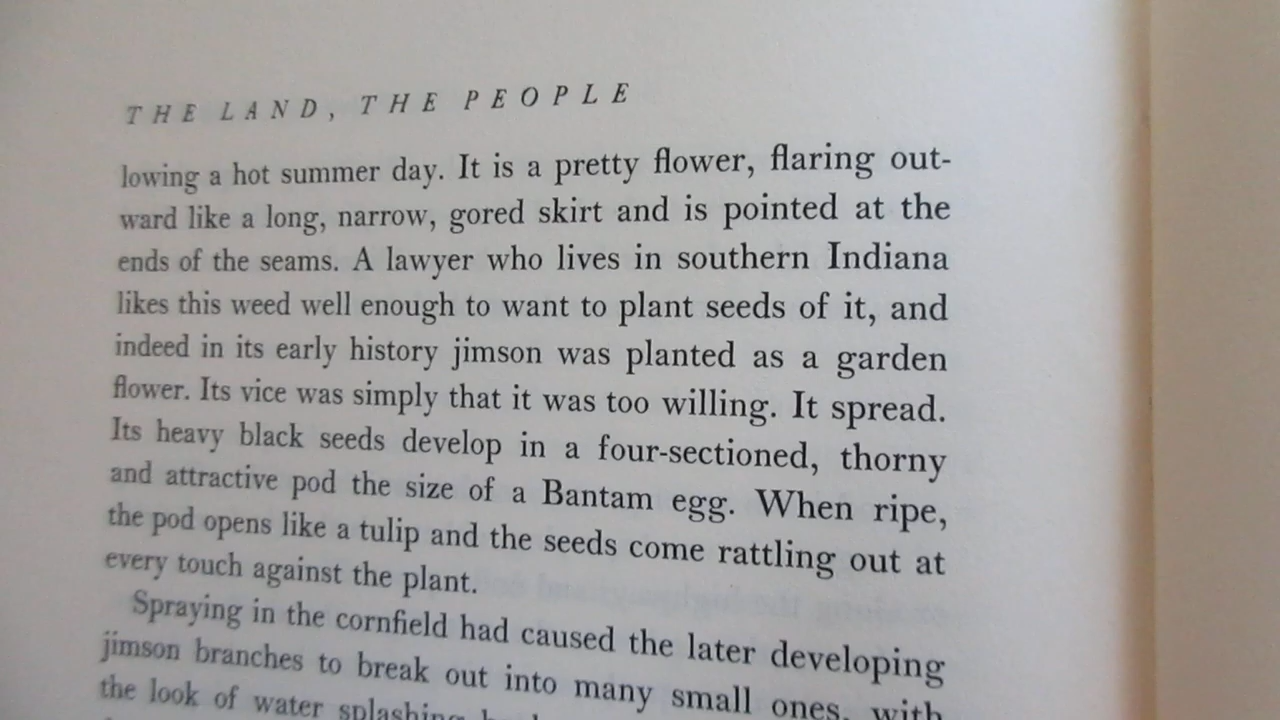 THE LAND, THE PEOPLE
lowing a hot summer day. It is a pretty flower, flaring out-
ward like a long, narrow, gored skirt and is pointed at the
ends of the seams. A lawyer who lives in southern Indiana
likes this weed well enough to want to plant seeds of it, and
indeed in its early history jimson was planted as a garden
flower. Its vice was simply that it was too willing. It spread.
Its heavy black seeds develop in a four-sectioned, thorny
and attractive pod the size of a Bantam egg. When ripe,
the pod opens like a tulip and the seeds come rattling out at
every touch against the plant.
Spraying in the cornfield had caused the later developing
jimson branches to break out into many small ones, with
the look of water splashing